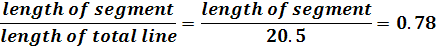 length of segment / length of total line = length of segment / 20.5 = 0.78